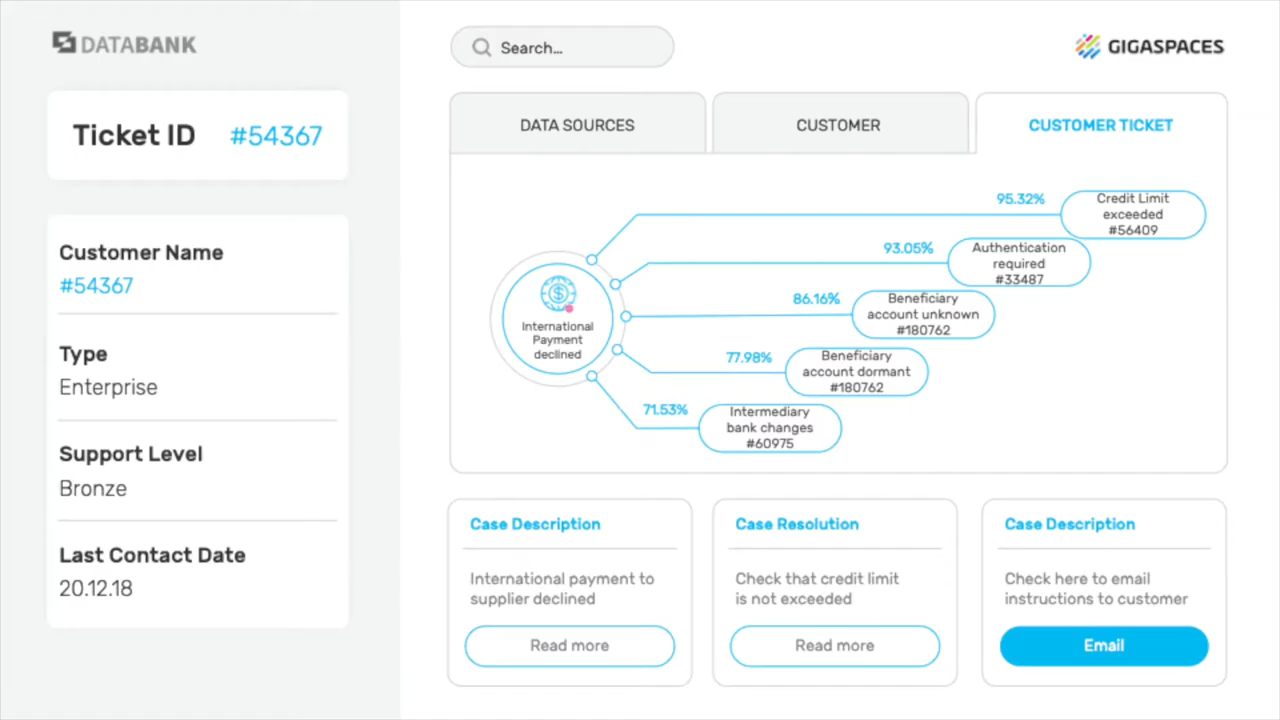 DATABANK
Ticket ID #54367
Customer Name
#54367
Type
Enterprise
Support Level
Bronze
Last Contact Date
20.12.18
Search...
GIGASPACES
DATA SOURCES
CUSTOMER
CUSTOMER TICKET
International
Payment
declined
95.32%
Credit Limit
exceeded
#56409
93.05%
Authentication
required
#33487
86.16%
Beneficiary
account unknown
#180762
77.98%
Beneficiary
account dormant
#180762
71.53%
Intermediary
bank changes
#60975
Case Description
International payment to
supplier declined
Read more
Case Resolution
Check that credit limit
is not exceeded
Read more
Case Description
Check here to email
instructions to customer
Email